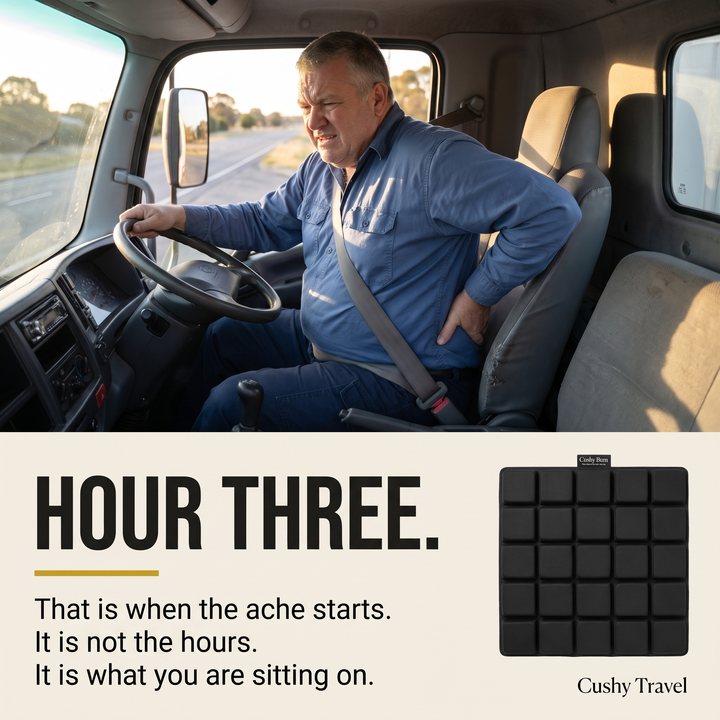 HOUR THREE.
That is when the ache starts.
It is not the hours.
It is what you are sitting on.
Cushy Bum
Cushy Travel